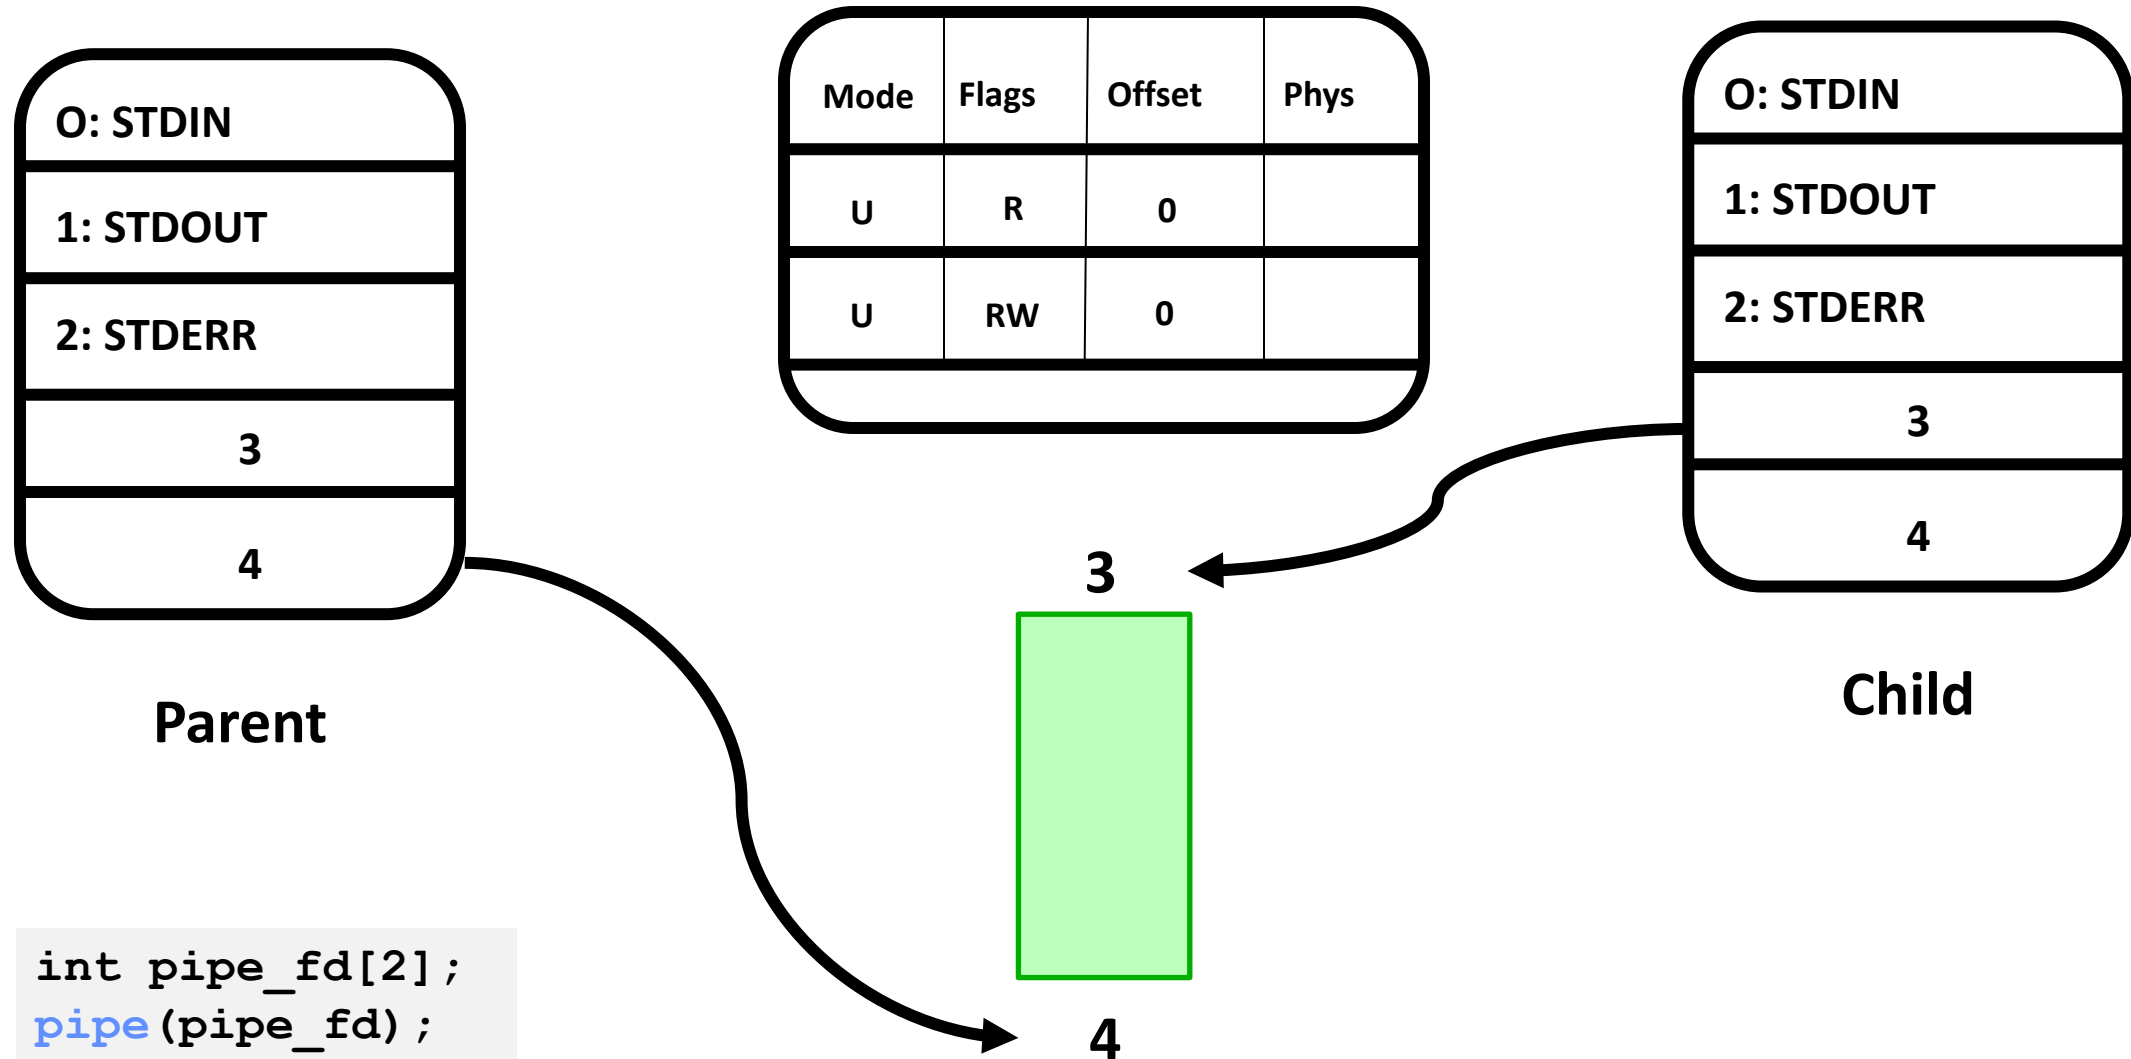 O: STDIN
1: STDOUT
2: STDERR
3
4
Parent
Mode Flags Offset Phys
U R 0
U RW 0
3
4
O: STDIN
1: STDOUT
2: STDERR
3
4
Child
int pipe_fd[2];
pipe(pipe_fd);